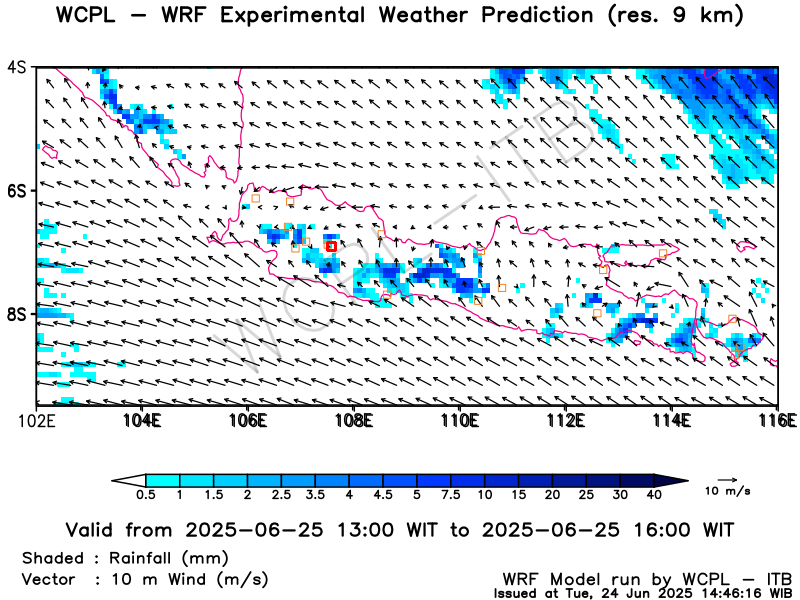 WCPL – WRF Experimental Weather Prediction (res. 9 km)
4S
6S
8S
102E 104E 106E 108E 110E 112E 114E 116E
WCPL – ITB
0.5 1 1.5 2 2.5 3.5 4 4.5 5 7.5 10 15 20 25 30 40
10 m/s
Valid from 2025-06-25 13:00 WIT to 2025-06-25 16:00 WIT
Shaded : Rainfall (mm)
Vector : 10 m Wind (m/s)
WRF Model run by WCPL – ITB
Issued at Tue, 24 Jun 2025 14:46:16 WIB